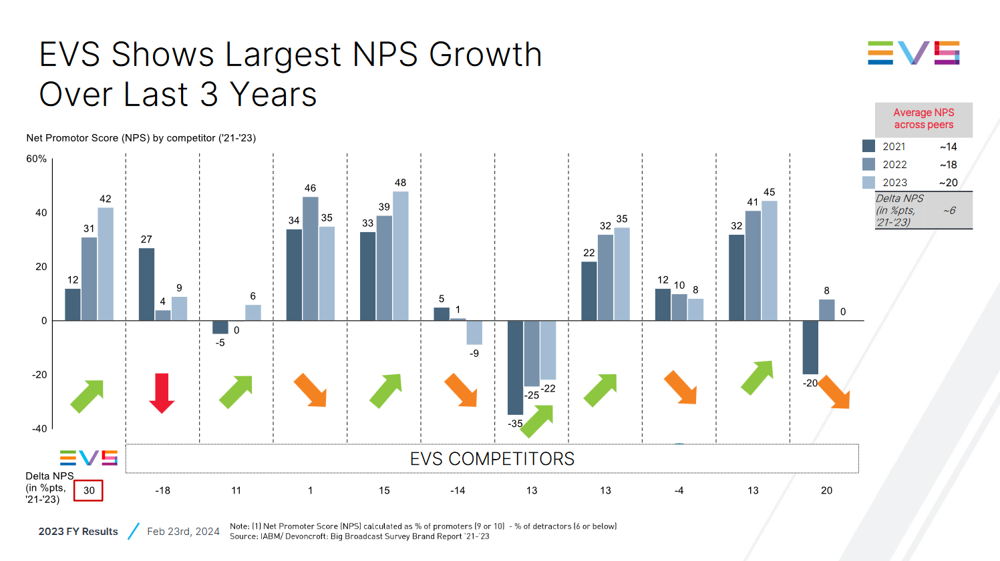 EVS Shows Largest NPS Growth
Over Last 3 Years
EVS
Average NPS
across peers
2021 ~14
2022 ~18
2023 ~20
Delta NPS
(in %pts,
'21-'23)
~6
Net Promotor Score (NPS) by competitor ('21-'23)
60%
40
20
0
-20
-40
12 31 42
27 4 9
-5 0 6
34 46 35
33 39 48
5 1 -9
-35 -25 -22
22 32 35
12 10 8
32 41 45
-20 8 0
EVS
EVS COMPETITORS
Delta NPS
(in %pts,
'21-'23)
30 -18 11 1 15 -14 13 13 -4 13 20
2023 FY Results Feb 23rd, 2024
Note: (1) Net Promoter Score (NPS) calculated as % of promoters (9 or 10) - % of detractors (6 or below)
Source: IABM/ Devoncroft: Big Broadcast Survey Brand Report '21-'23